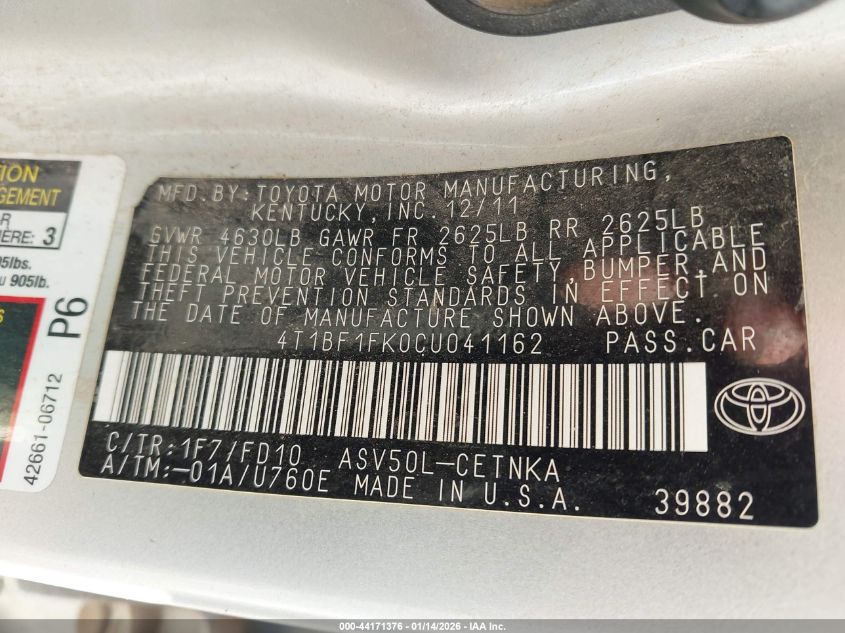 TION
GEMENT
R
HERE: 3
05lbs.
u 905lb.
S
P6
42661-06712
MFD.BY:TOYOTA MOTOR MANUFACTURING,
KENTUCKY,INC.12/11
GVWR 4630LB GAWR FR 2625LB RR 2625LB
THIS VEHICLE CONFORMS TO ALL APPLICABLE
FEDERAL MOTOR VEHICLE SAFETY,BUMPER,AND
THEFT PREVENTION STANDARDS IN EFFECT ON
THE DATE OF MANUFACTURE SHOWN ABOVE.
4T1BF1FK0CU041162 PASS.CAR
C/TR:1F7/FD10 ASV50L-CETNKA
A/TM:-01A/U760E MADE IN U.S.A. 39882
000-44171376 - 01/14/2026 - IAA Inc.